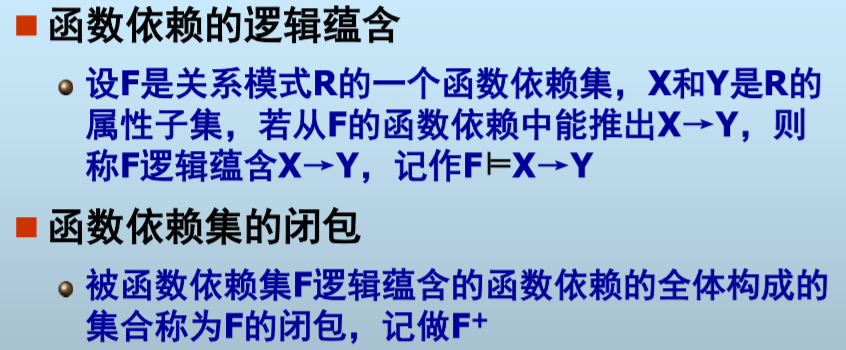 函数依赖的逻辑蕴含
设F是关系模式R的一个函数依赖集，X和Y是R的
属性子集，若从F的函数依赖中能推出X→Y，则
称F逻辑蕴含X→Y，记作F⊨X→Y
函数依赖集的闭包
被函数依赖集F逻辑蕴含的函数依赖的全体构成的
集合称为F的闭包，记做F⁺